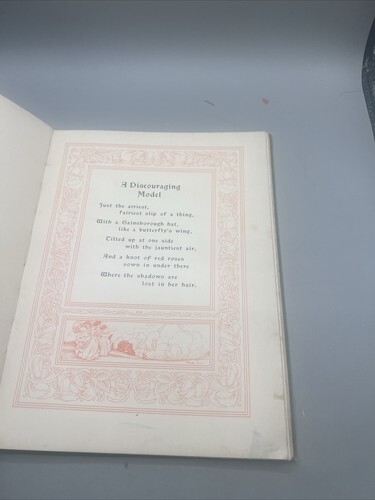 A Discouraging
Model
Just the airiest,
fairiest slip of a thing,
With a Gainsborough hat,
like a butterfly's wing,
Tilted up at one side
with the jauntiest air,
And a knot of red roses
sown in under there
Where the shadows are
lost in her hair.